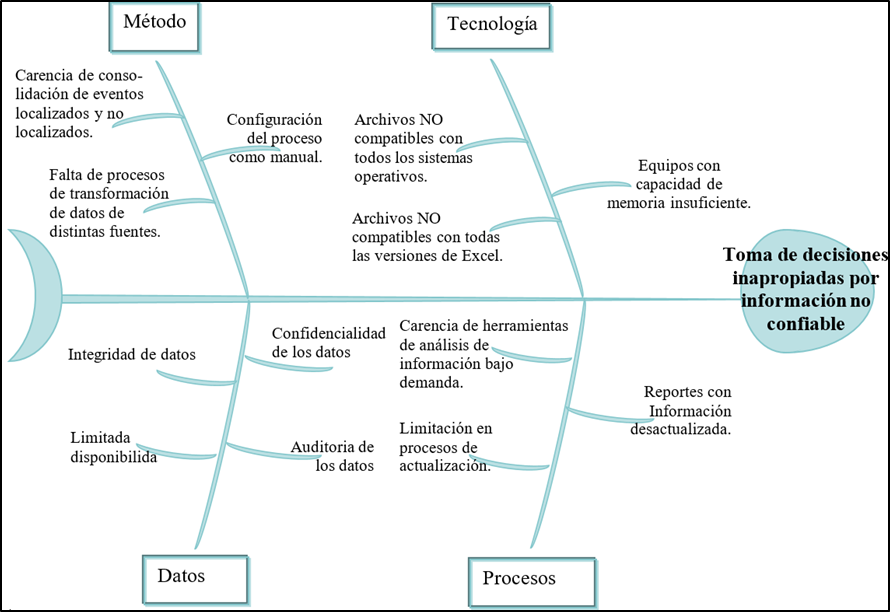 Método
Carencia de conso-
lidación de eventos
localizados y no
localizados.
Configuración
del proceso
como manual.
Falta de procesos
de transformación
de datos de
distintas fuentes.
Tecnología
Archivos NO
compatibles con
todos los sistemas
operativos.
Equipos con
capacidad de
memoria insuficiente.
Archivos NO
compatibles con todas
las versiones de Excel.
Toma de decisiones
inapropiadas por
información no
confiable
Integridad de datos
Confidencialidad
de los datos
Limitada
disponibilida
Auditoria de
los datos
Datos
Carencia de herramientas
de análisis de
información bajo
demanda.
Reportes con
Información
desactualizada.
Limitación en
procesos de
actualización.
Procesos